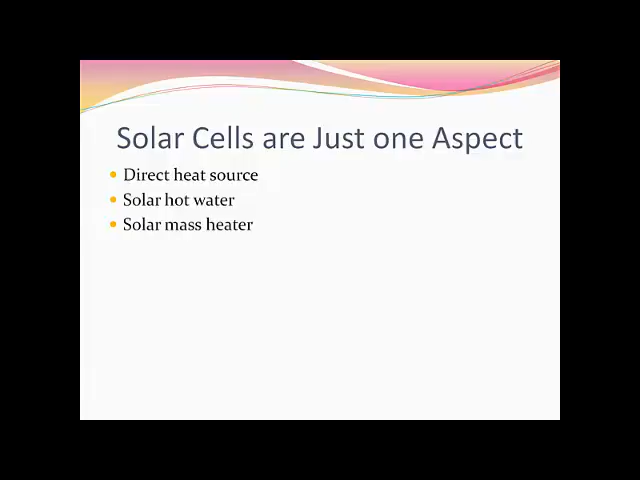 Solar Cells are Just one Aspect
Direct heat source
Solar hot water
Solar mass heater